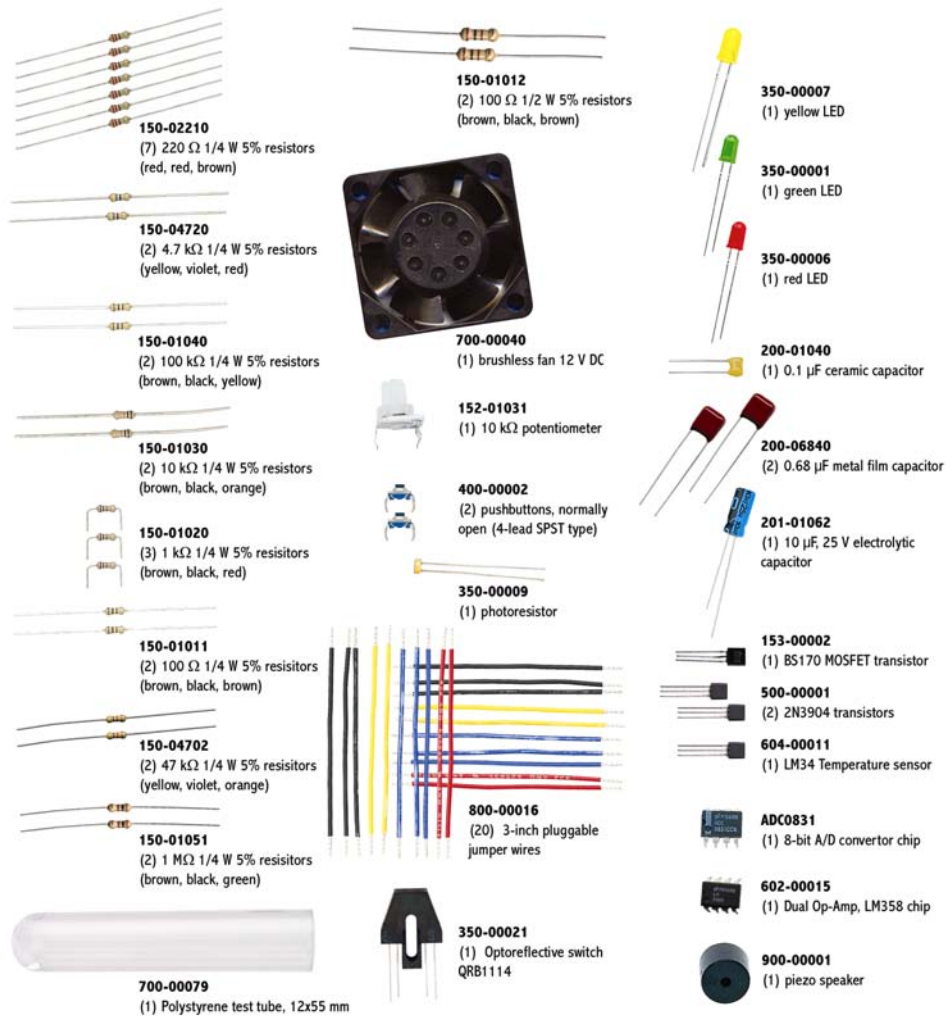 150-02210
(7) 220 Ω 1/4 W 5% resistors
(red, red, brown)
150-04720
(2) 4.7 kΩ 1/4 W 5% resistors
(yellow, violet, red)
150-01040
(2) 100 kΩ 1/4 W 5% resistors
(brown, black, yellow)
150-01030
(2) 10 kΩ 1/4 W 5% resistors
(brown, black, orange)
150-01020
(3) 1 kΩ 1/4 W 5% resisitors
(brown, black, red)
150-01011
(2) 100 Ω 1/4 W 5% resisitors
(brown, black, brown)
150-04702
(2) 47 kΩ 1/4 W 5% resisitors
(yellow, violet, orange)
150-01051
(2) 1 MΩ 1/4 W 5% resisitors
(brown, black, green)
700-00079
(1) Polystyrene test tube, 12x55 mm
150-01012
(2) 100 Ω 1/2 W 5% resistors
(brown, black, brown)
700-00040
(1) brushless fan 12 V DC
152-01031
(1) 10 kΩ potentiometer
400-00002
(2) pushbuttons, normally
open (4-lead SPST type)
350-00009
(1) photoresistor
800-00016
(20) 3-inch pluggable
jumper wires
350-00021
(1) Optoreflective switch
QRB1114
350-00007
(1) yellow LED
350-00001
(1) green LED
350-00006
(1) red LED
200-01040
(1) 0.1 µF ceramic capacitor
200-06840
(2) 0.68 µF metal film capacitor
201-01062
(1) 10 µF, 25 V electrolytic
capacitor
153-00002
(1) BS170 MOSFET transistor
500-00001
(2) 2N3904 transistors
604-00011
(1) LM34 Temperature sensor
ADC0831
(1) 8-bit A/D convertor chip
602-00015
(1) Dual Op-Amp, LM358 chip
900-00001
(1) piezo speaker